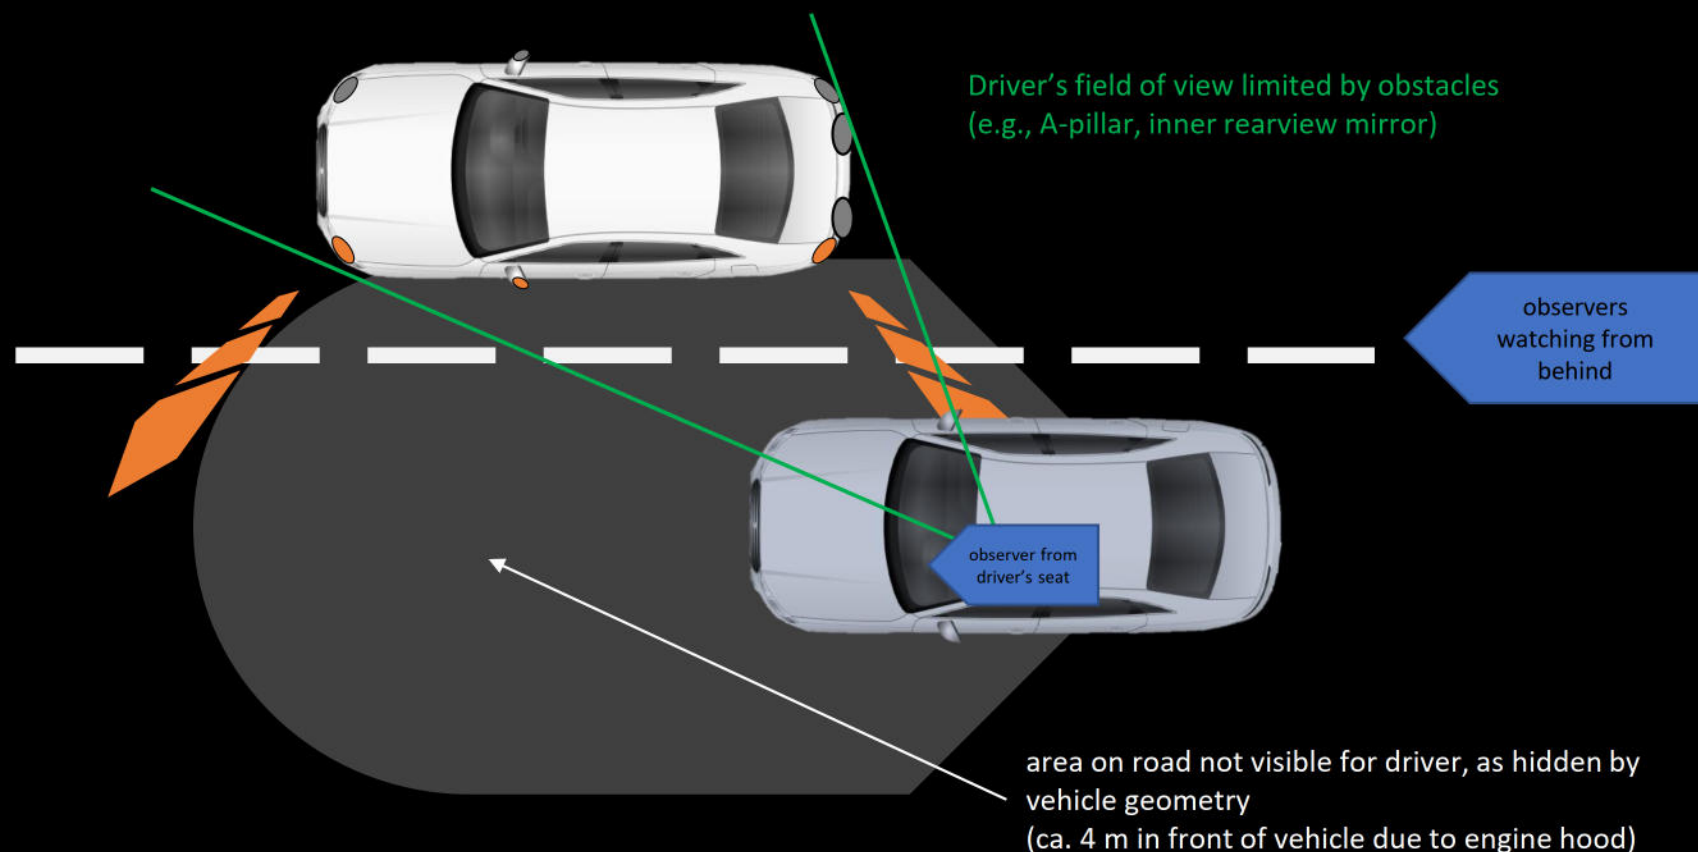 Driver's field of view limited by obstacles
(e.g., A-pillar, inner rearview mirror)
observers
watching from
behind
observer from
driver's seat
area on road not visible for driver, as hidden by
vehicle geometry
(ca. 4 m in front of vehicle due to engine hood)